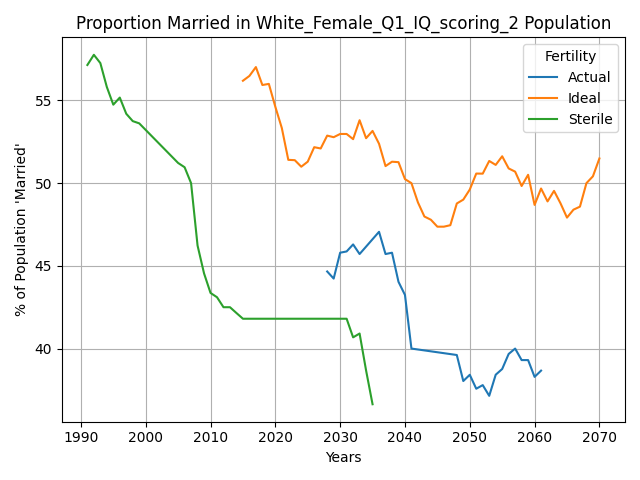 Proportion Married in White_Female_Q1_IQ_scoring_2 Population
Fertility
Actual
Ideal
Sterile
% of Population 'Married'
55
50
45
40
1990 2000 2010 2020 2030 2040 2050 2060 2070
Years